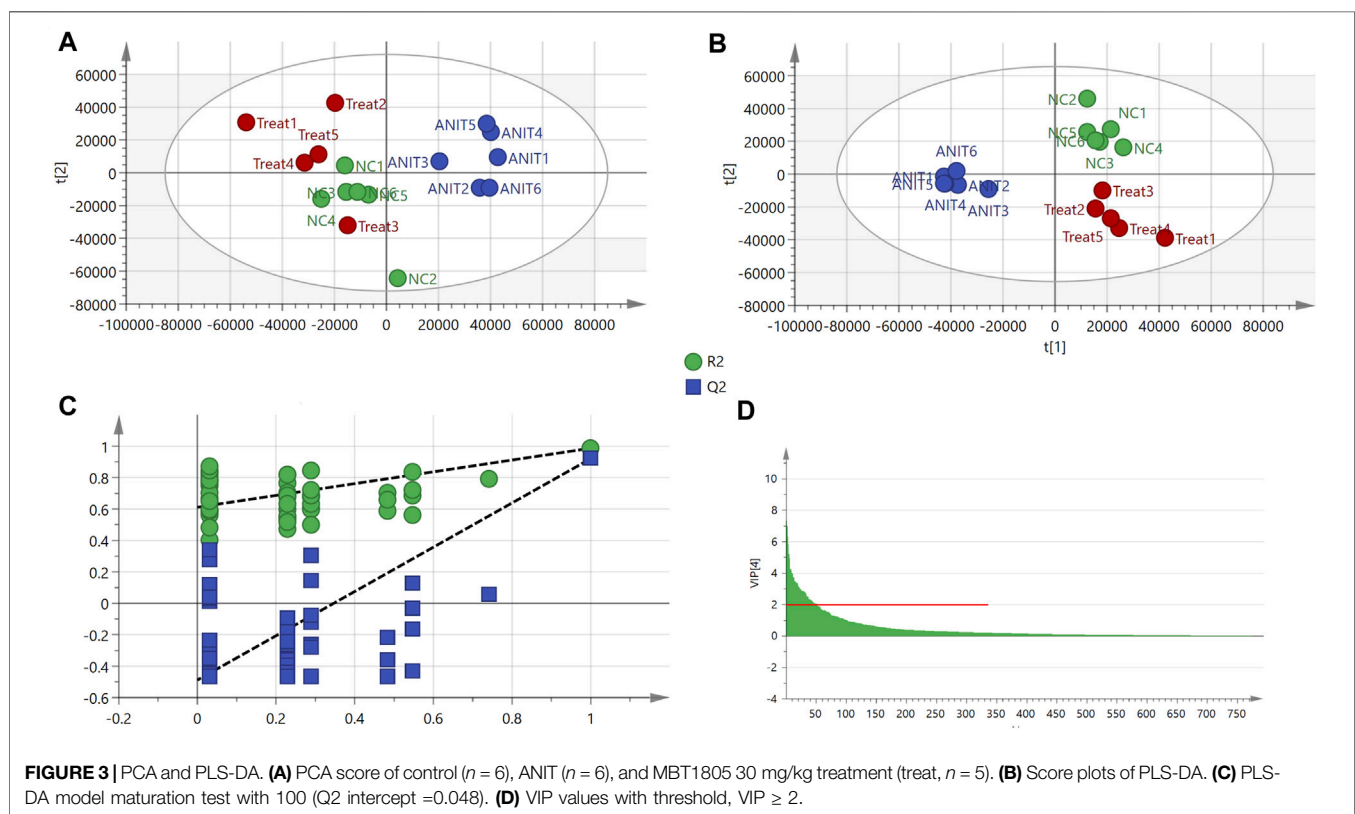 A
60000
40000
20000
0
-20000
-40000
-60000
-80000
t[2]
-100000 -80000 -60000 -40000 -20000 0 20000 40000 60000 80000
Treat2
Treat1
Treat5
Treat4
NC1
NC3
NC6
NC5
NC4
Treat3
NC2
ANIT5
ANIT4
ANIT3
ANIT1
ANIT2
ANIT6
B
60000
40000
20000
0
-20000
-40000
-60000
-80000
t[2]
-100000 -80000 -60000 -40000 -20000 0 20000 40000 60000 80000
t[1]
NC2
NC1
NC5
NC6
NC4
NC3
ANIT6
ANIT1
ANIT5
ANIT2
ANIT4
ANIT3
Treat3
Treat2
Treat4
Treat5
Treat1
R2
Q2
C
1
0.8
0.6
0.4
0.2
0
-0.2
-0.4
-0.6
-0.2 0 0.2 0.4 0.6 0.8 1
D
VIP[4]
10
8
6
4
2
0
-2
-4
50 100 150 200 250 300 350 400 450 500 550 600 650 700 750
FIGURE 3 | PCA and PLS-DA. (A) PCA score of control (n = 6), ANIT (n = 6), and MBT1805 30 mg/kg treatment (treat, n = 5). (B) Score plots of PLS-DA. (C) PLS-
DA model maturation test with 100 (Q2 intercept =0.048). (D) VIP values with threshold, VIP ≥ 2.